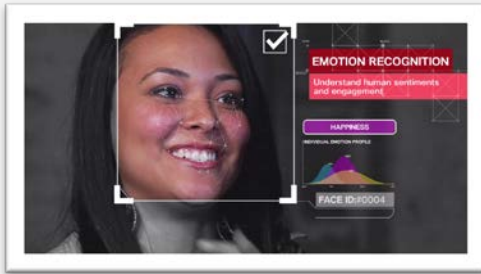 EMOTION RECOGNITION
Understand human sentiments
and engagement
HAPPINESS
INDIVIDUAL EMOTION PROFILE
FACE ID:#0004